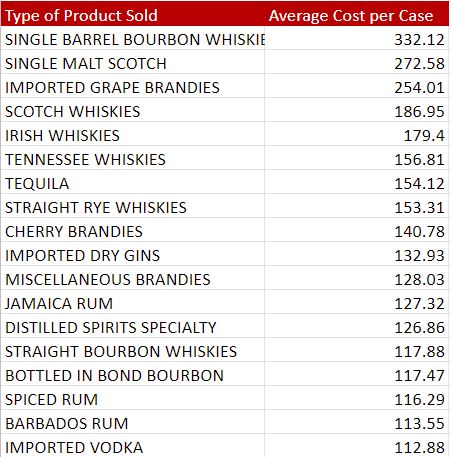 Type of Product Sold Average Cost per Case
SINGLE BARREL BOURBON WHISKIE 332.12
SINGLE MALT SCOTCH 272.58
IMPORTED GRAPE BRANDIES 254.01
SCOTCH WHISKIES 186.95
IRISH WHISKIES 179.4
TENNESSEE WHISKIES 156.81
TEQUILA 154.12
STRAIGHT RYE WHISKIES 153.31
CHERRY BRANDIES 140.78
IMPORTED DRY GINS 132.93
MISCELLANEOUS BRANDIES 128.03
JAMAICA RUM 127.32
DISTILLED SPIRITS SPECIALTY 126.86
STRAIGHT BOURBON WHISKIES 117.88
BOTTLED IN BOND BOURBON 117.47
SPICED RUM 116.29
BARBADOS RUM 113.55
IMPORTED VODKA 112.88